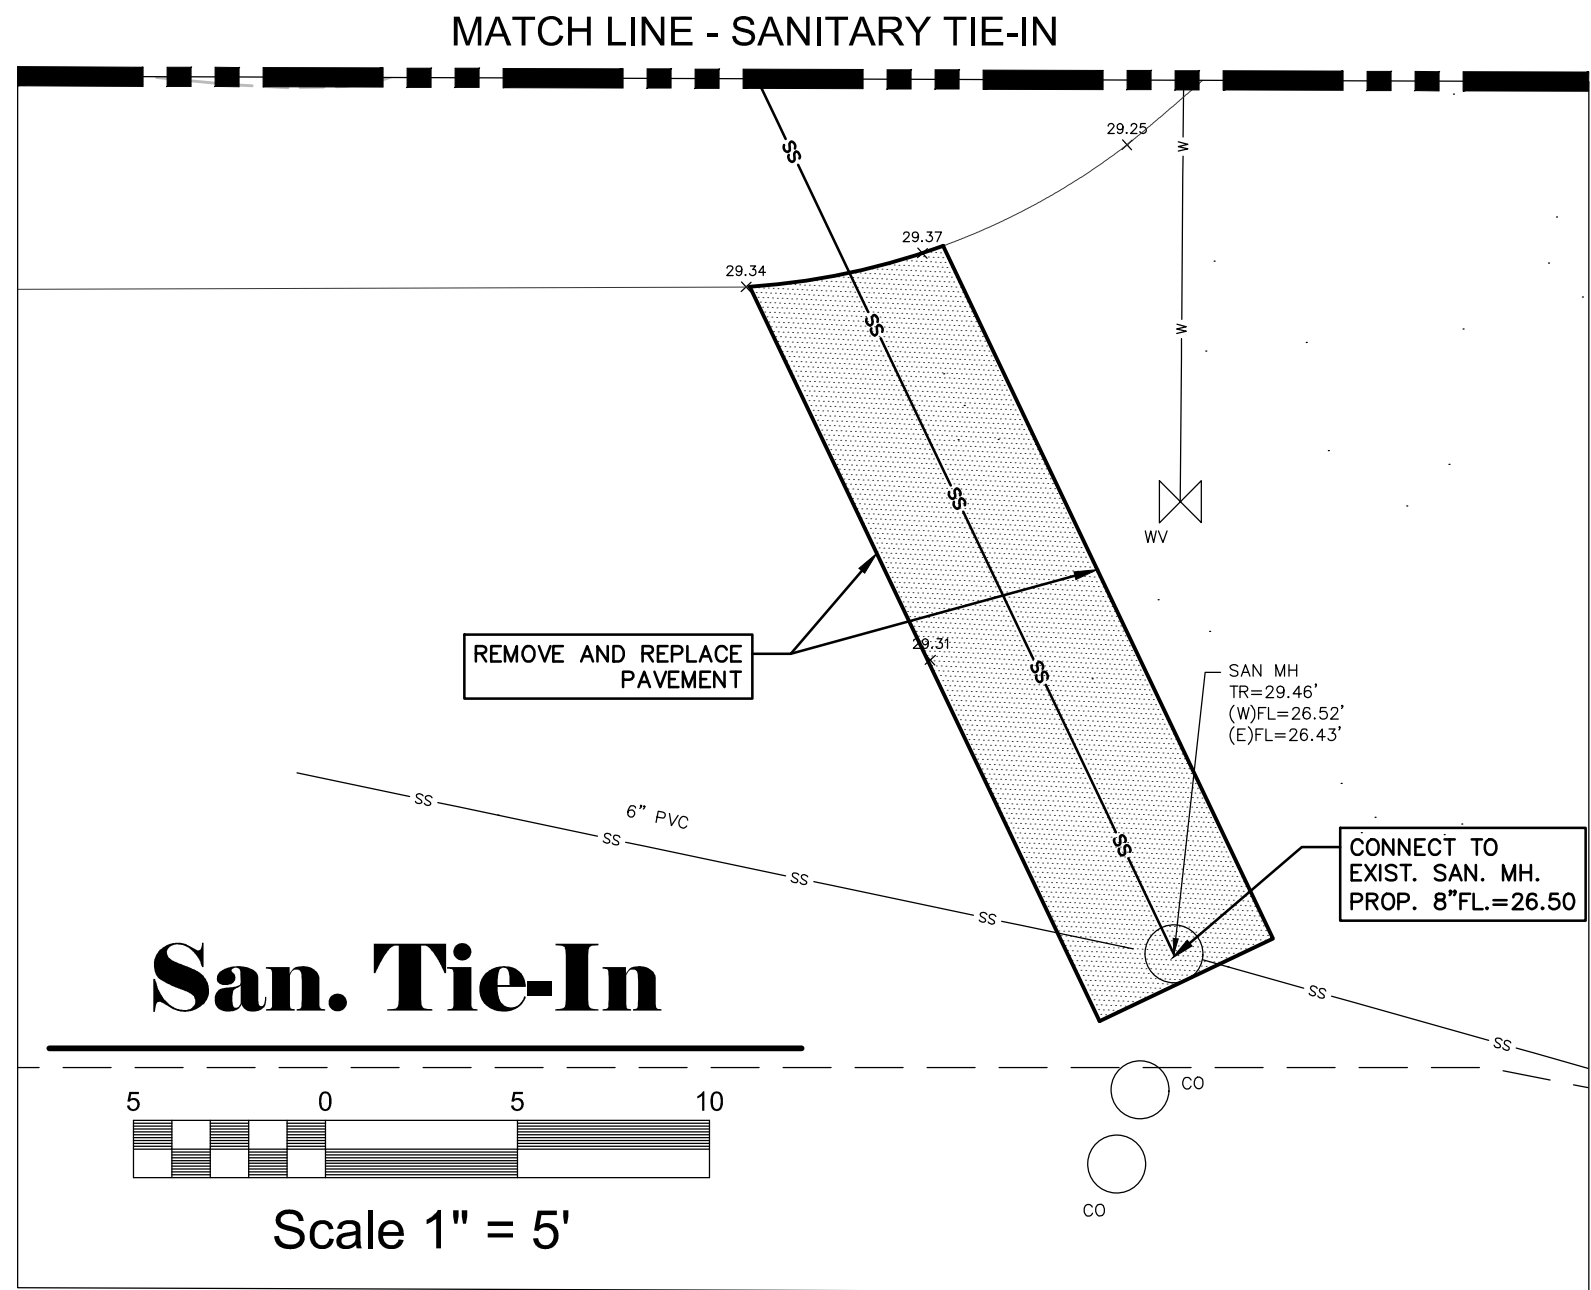 MATCH LINE - SANITARY TIE-IN
29.25
SS
W
29.37
29.34
SS
W
SS
WV
REMOVE AND REPLACE
PAVEMENT
29.31
SS
SAN MH
TR=29.46'
(W)FL=26.52'
(E)FL=26.43'
SS
6" PVC
SS
SS
SS
SS
CONNECT TO
EXIST. SAN. MH.
PROP. 8"FL.=26.50
San. Tie-In
SS
SS
CO
CO
5 0 5 10
Scale 1" = 5'